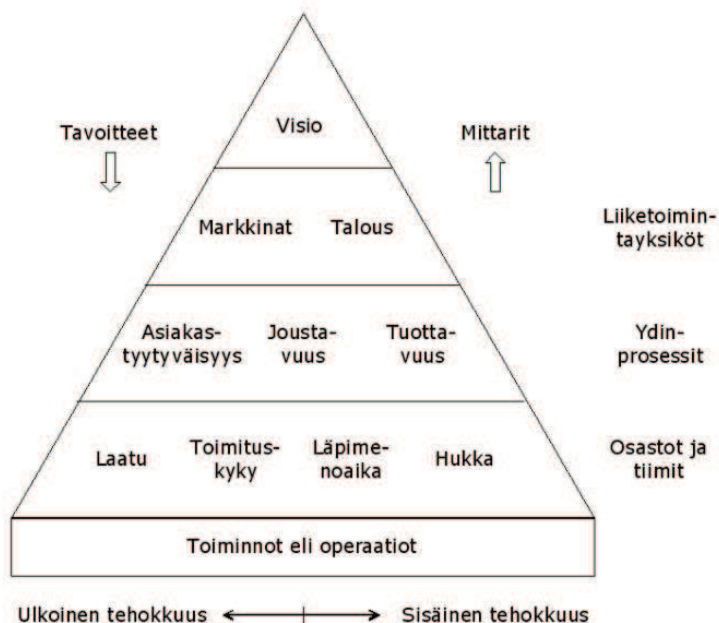 Visio
Tavoitteet
Mittarit
Markkinat Talous
Liiketoimin-
tayksiköt
Asiakas-
tyytyväisyys
Jousta-
vuus
Tuotta-
vuus
Ydin-
prosessit
Laatu
Toimitus-
kyky
Läpime-
noaika
Hukka
Osastot ja
tiimit
Toiminnot eli operaatiot
Ulkoinen tehokkuus
Sisäinen tehokkuus